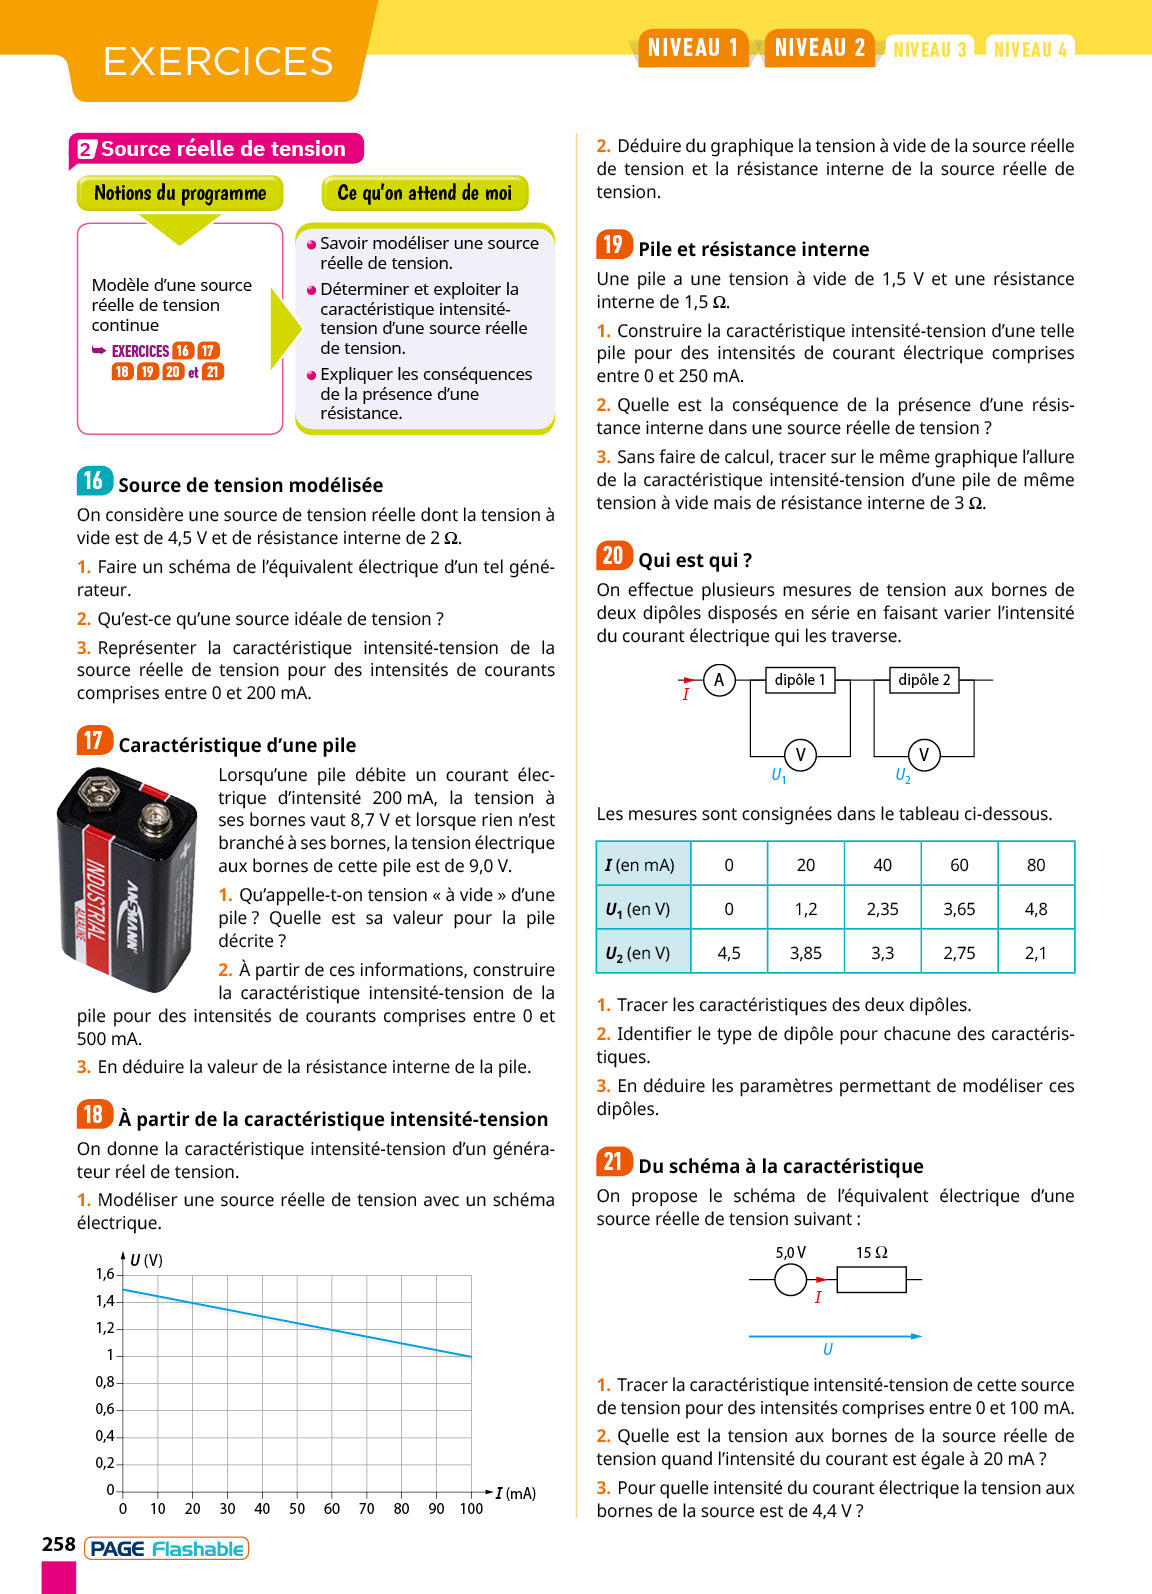 EXERCICES
NIVEAU 1 NIVEAU 2 NIVEAU 3 NIVEAU 4
2 Source réelle de tension
Notions du programme
Ce qu'on attend de moi
Modèle d'une source
réelle de tension
continue
➥ EXERCICES 16 17
18 19 20 et 21
• Savoir modéliser une source
réelle de tension.
• Déterminer et exploiter la
caractéristique intensité-
tension d'une source réelle
de tension.
• Expliquer les conséquences
de la présence d'une
résistance.
16 Source de tension modélisée
On considère une source de tension réelle dont la tension à
vide est de 4,5 V et de résistance interne de 2 Ω.
1. Faire un schéma de l'équivalent électrique d'un tel géné-
rateur.
2. Qu'est-ce qu'une source idéale de tension ?
3. Représenter la caractéristique intensité-tension de la
source réelle de tension pour des intensités de courants
comprises entre 0 et 200 mA.
17 Caractéristique d'une pile
INDUSTRIAL
ALKALINE
ANSMANN
Lorsqu'une pile débite un courant élec-
trique d'intensité 200 mA, la tension à
ses bornes vaut 8,7 V et lorsque rien n'est
branché à ses bornes, la tension électrique
aux bornes de cette pile est de 9,0 V.
1. Qu'appelle-t-on tension « à vide » d'une
pile ? Quelle est sa valeur pour la pile
décrite ?
2. À partir de ces informations, construire
la caractéristique intensité-tension de la
pile pour des intensités de courants comprises entre 0 et
500 mA.
3. En déduire la valeur de la résistance interne de la pile.
18 À partir de la caractéristique intensité-tension
On donne la caractéristique intensité-tension d'un généra-
teur réel de tension.
1. Modéliser une source réelle de tension avec un schéma
électrique.
U (V)
1,6
1,4
1,2
1
0,8
0,6
0,4
0,2
0
0 10 20 30 40 50 60 70 80 90 100
I (mA)
258 PAGE Flashable
2. Déduire du graphique la tension à vide de la source réelle
de tension et la résistance interne de la source réelle de
tension.
19 Pile et résistance interne
Une pile a une tension à vide de 1,5 V et une résistance
interne de 1,5 Ω.
1. Construire la caractéristique intensité-tension d'une telle
pile pour des intensités de courant électrique comprises
entre 0 et 250 mA.
2. Quelle est la conséquence de la présence d'une résis-
tance interne dans une source réelle de tension ?
3. Sans faire de calcul, tracer sur le même graphique l'allure
de la caractéristique intensité-tension d'une pile de même
tension à vide mais de résistance interne de 3 Ω.
20 Qui est qui ?
On effectue plusieurs mesures de tension aux bornes de
deux dipôles disposés en série en faisant varier l'intensité
du courant électrique qui les traverse.
I A dipôle 1 dipôle 2
V V
U1 U2
Les mesures sont consignées dans le tableau ci-dessous.
I (en mA) 0 20 40 60 80
U1 (en V) 0 1,2 2,35 3,65 4,8
U2 (en V) 4,5 3,85 3,3 2,75 2,1
1. Tracer les caractéristiques des deux dipôles.
2. Identifier le type de dipôle pour chacune des caractéris-
tiques.
3. En déduire les paramètres permettant de modéliser ces
dipôles.
21 Du schéma à la caractéristique
On propose le schéma de l'équivalent électrique d'une
source réelle de tension suivant :
5,0 V 15 Ω
I
U
1. Tracer la caractéristique intensité-tension de cette source
de tension pour des intensités comprises entre 0 et 100 mA.
2. Quelle est la tension aux bornes de la source réelle de
tension quand l'intensité du courant est égale à 20 mA ?
3. Pour quelle intensité du courant électrique la tension aux
bornes de la source est de 4,4 V ?